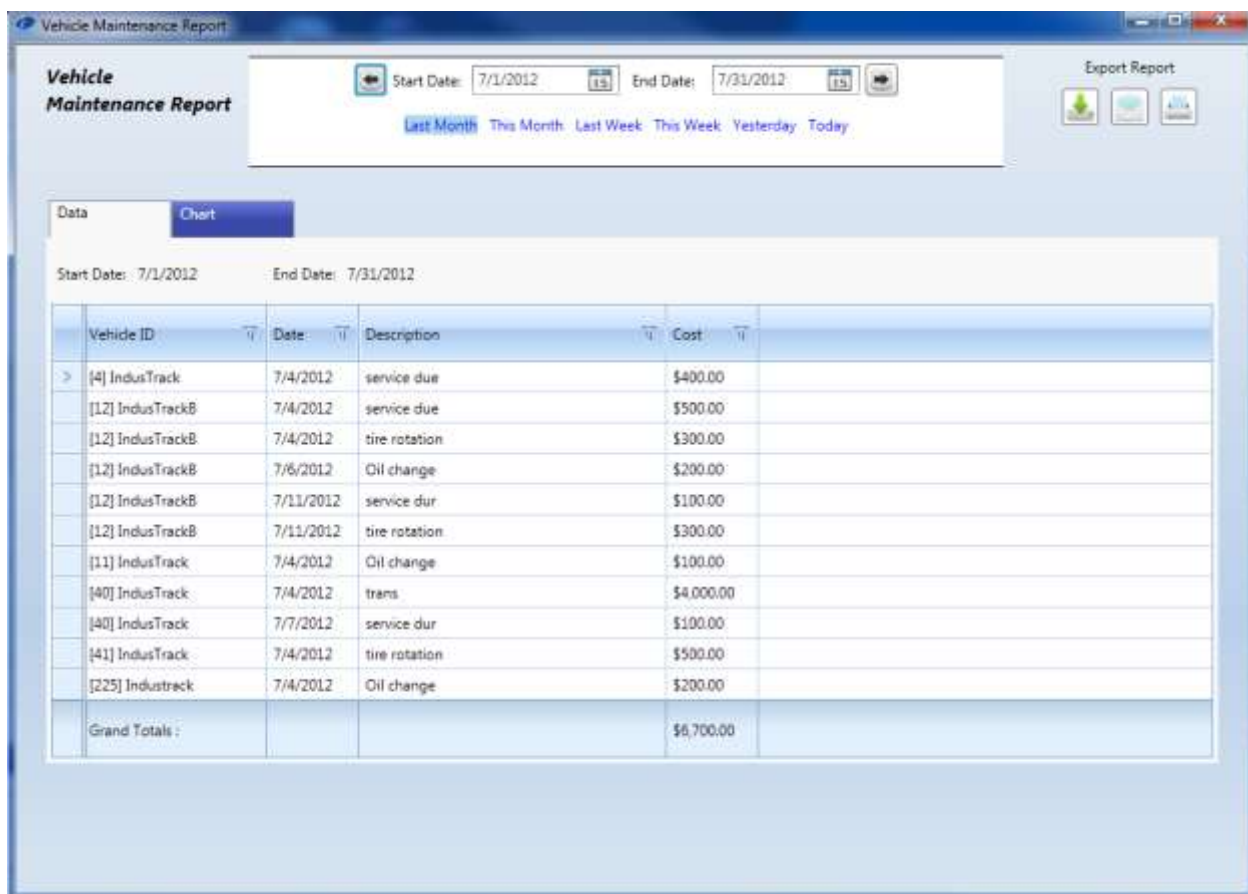 Vehicle Maintenance Report
Vehicle
Maintenance Report
Start Date: 7/1/2012 15 End Date: 7/31/2012 15
Last Month This Month Last Week This Week Yesterday Today
Export Report
Data Chart
Start Date: 7/1/2012 End Date: 7/31/2012
Vehicle ID Date Description Cost
[4] IndusTrack 7/4/2012 service due $400.00
[12] IndusTrackB 7/4/2012 service due $500.00
[12] IndusTrackB 7/4/2012 tire rotation $300.00
[12] IndusTrackB 7/6/2012 Oil change $200.00
[12] IndusTrackB 7/11/2012 service dur $100.00
[12] IndusTrackB 7/11/2012 tire rotation $300.00
[11] IndusTrack 7/4/2012 Oil change $100.00
[40] IndusTrack 7/4/2012 trans $4,000.00
[40] IndusTrack 7/7/2012 service dur $100.00
[41] IndusTrack 7/4/2012 tire rotation $500.00
[225] Industrack 7/4/2012 Oil change $200.00
Grand Totals : $6,700.00